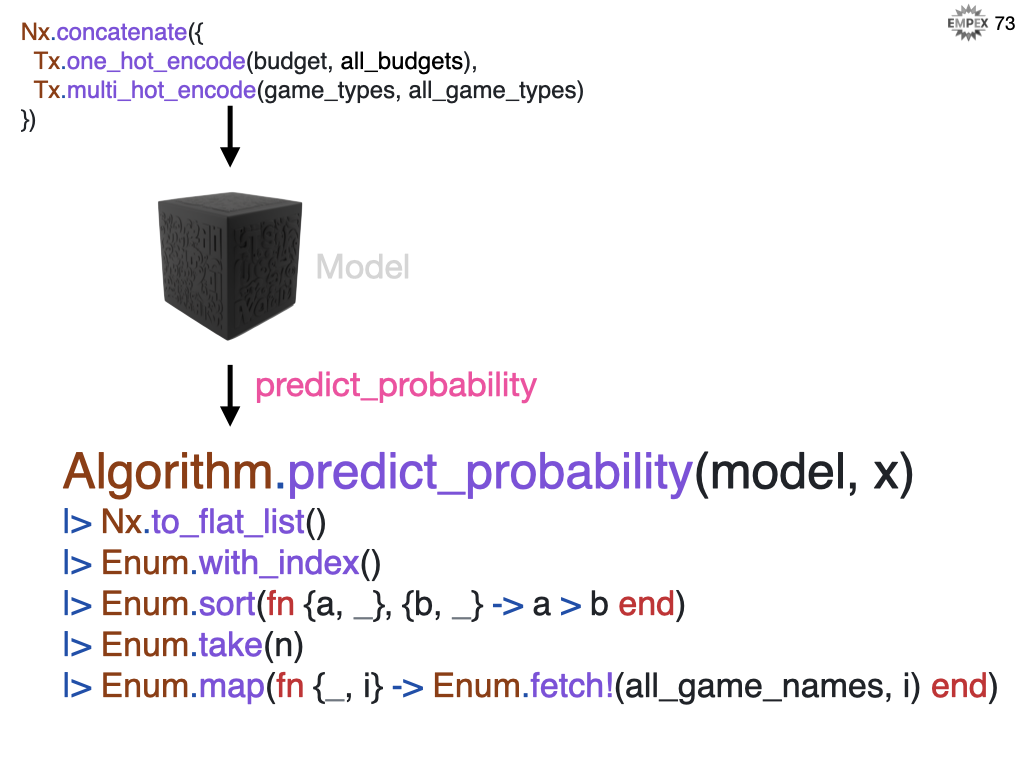 EMPEX 73
Nx.concatenate({
Tx.one_hot_encode(budget, all_budgets),
Tx.multi_hot_encode(game_types, all_game_types)
})
Model
predict_probability
Algorithm.predict_probability(model, x)
|> Nx.to_flat_list()
|> Enum.with_index()
|> Enum.sort(fn {a, _}, {b, _} -> a > b end)
|> Enum.take(n)
|> Enum.map(fn {_, i} -> Enum.fetch!(all_game_names, i) end)